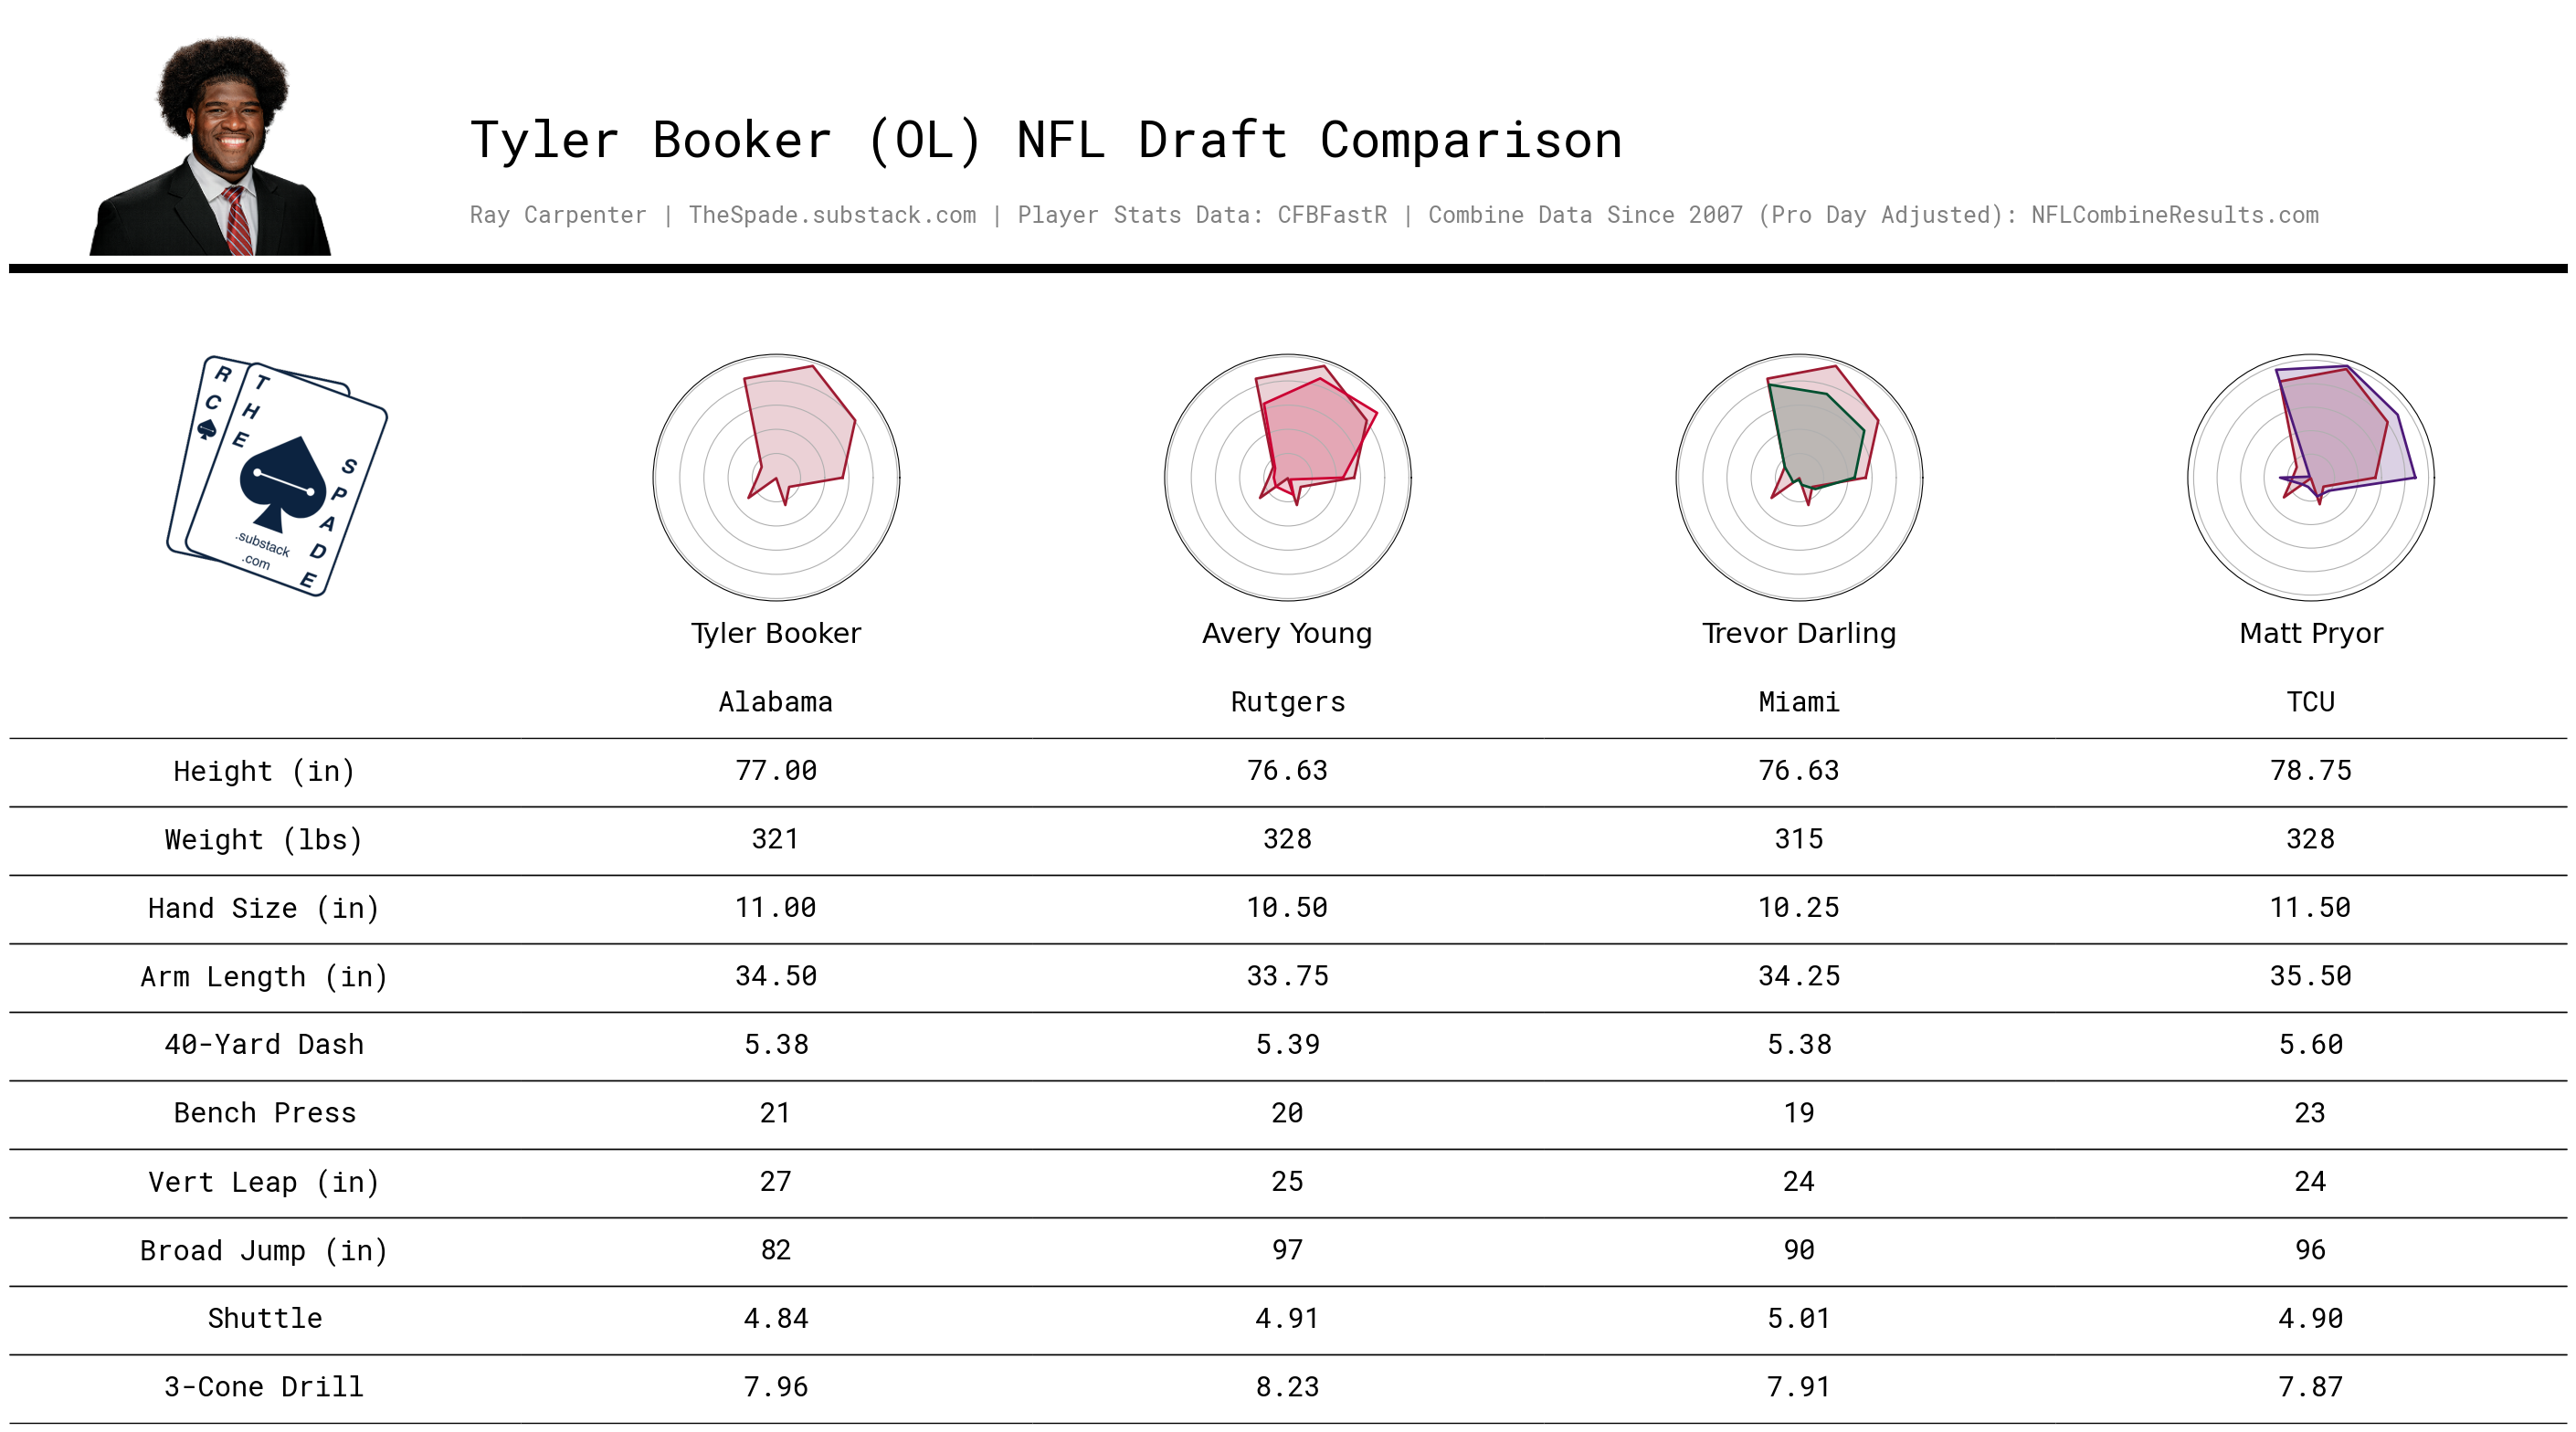 Tyler Booker (OL) NFL Draft Comparison
Ray Carpenter | TheSpade.substack.com | Player Stats Data: CFBFastR | Combine Data Since 2007 (Pro Day Adjusted): NFLCombineResults.com
RC
THE
SPADE
.substack
.com
Tyler Booker Avery Young Trevor Darling Matt Pryor
Alabama Rutgers Miami TCU
Height (in) 77.00 76.63 76.63 78.75
Weight (lbs) 321 328 315 328
Hand Size (in) 11.00 10.50 10.25 11.50
Arm Length (in) 34.50 33.75 34.25 35.50
40-Yard Dash 5.38 5.39 5.38 5.60
Bench Press 21 20 19 23
Vert Leap (in) 27 25 24 24
Broad Jump (in) 82 97 90 96
Shuttle 4.84 4.91 5.01 4.90
3-Cone Drill 7.96 8.23 7.91 7.87